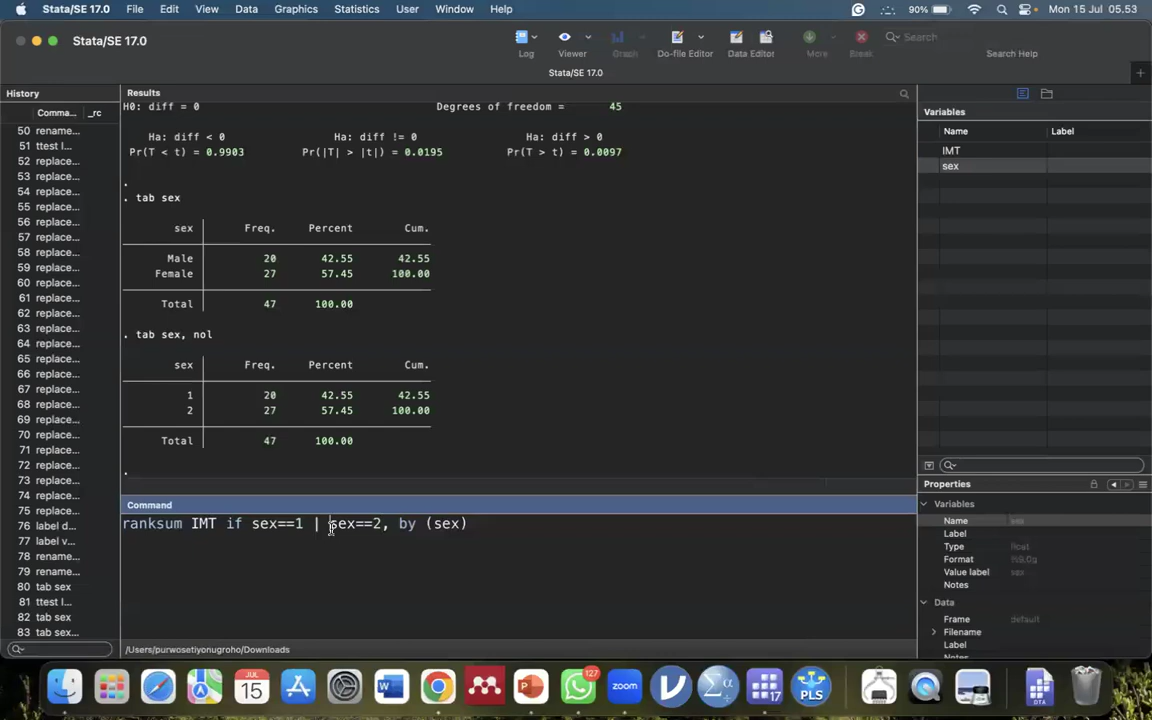 Stata/SE 17.0 File Edit View Data Graphics Statistics User Window Help 90% Mon 15 Jul 05.53
Stata/SE 17.0
Log Viewer Graph Do-file Editor Data Editor More Break Search Search Help
Stata/SE 17.0
History
Comma... _rc
50 rename...
51 ttest I...
52 replace...
53 replace...
54 replace...
55 replace...
56 replace...
57 replace...
58 replace...
59 replace...
60 replace...
61 replace...
62 replace...
63 replace...
64 replace...
65 replace...
66 replace...
67 replace...
68 replace...
69 replace...
70 replace...
71 replace...
72 replace...
73 replace...
74 replace...
75 replace...
76 label d...
77 label v...
78 rename...
79 rename...
80 tab sex
81 ttest I...
82 tab sex
83 tab sex...
Results
H0: diff = 0 Degrees of freedom = 45
Ha: diff < 0 Ha: diff != 0 Ha: diff > 0
Pr(T < t) = 0.9903 Pr(|T| > |t|) = 0.0195 Pr(T > t) = 0.0097
.
. tab sex
sex Freq. Percent Cum.
Male 20 42.55 42.55
Female 27 57.45 100.00
Total 47 100.00
. tab sex, nol
sex Freq. Percent Cum.
1 20 42.55 42.55
2 27 57.45 100.00
Total 47 100.00
.
Command
ranksum IMT if sex==1 | sex==2, by (sex)
/Users/purwosetiyonugroho/Downloads
Variables
Name Label
IMT
sex
Properties
Variables
Name sex
Label
Type float
Format %9.0g
Value label sex
Notes
Data
Frame default
Filename
Label
JUL
15
127
zoom
17
PLS
DTA